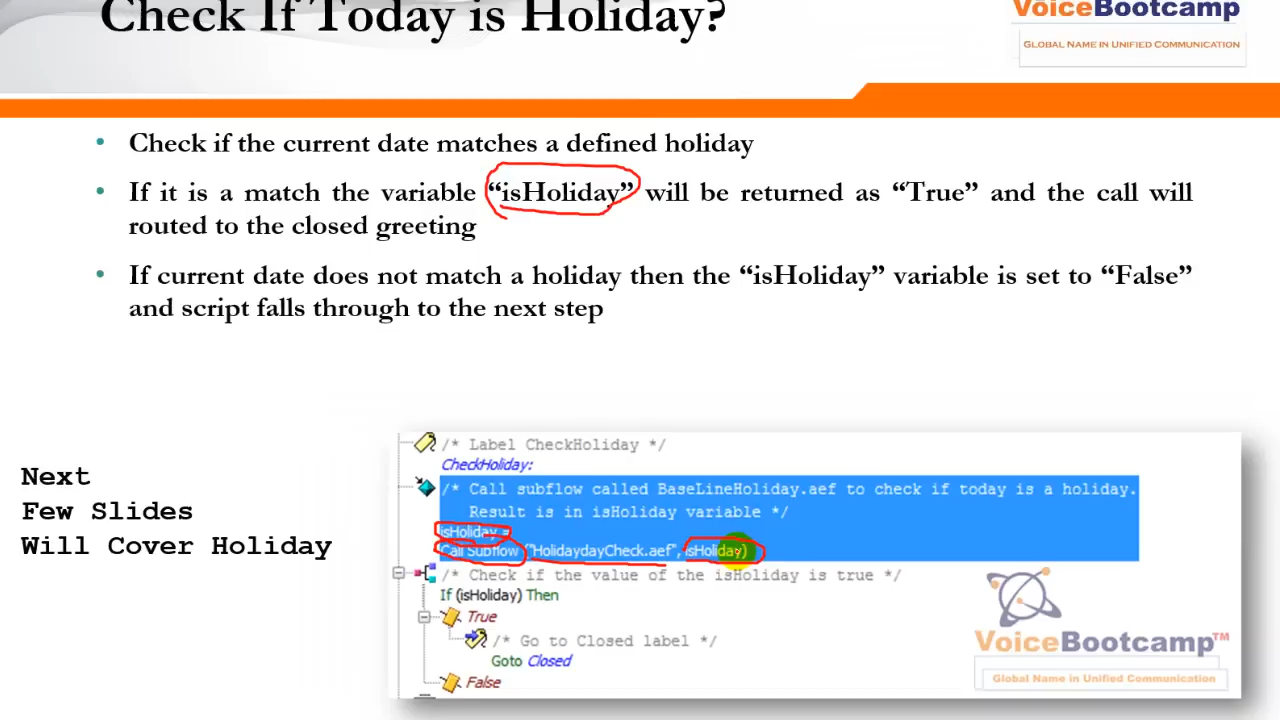 Check If Today is Holiday?
VoiceBootcamp
GLOBAL NAME IN UNIFIED COMMUNICATION
• Check if the current date matches a defined holiday
• If it is a match the variable “isHoliday” will be returned as “True” and the call will
routed to the closed greeting
• If current date does not match a holiday then the “isHoliday” variable is set to “False”
and script falls through to the next step
Next
Few Slides
Will Cover Holiday
/* Label CheckHoliday */
CheckHoliday:
/* Call subflow called BaseLineHoliday.aef to check if today is a holiday.
Result is in isHoliday variable */
isHoliday =
Call Subflow ("HolidaydayCheck.aef", isHoliday)
/* Check if the value of the isHoliday is true */
If (isHoliday) Then
True
/* Go to Closed label */
Goto Closed
False
VoiceBootcamp™
Global Name in Unified Communication